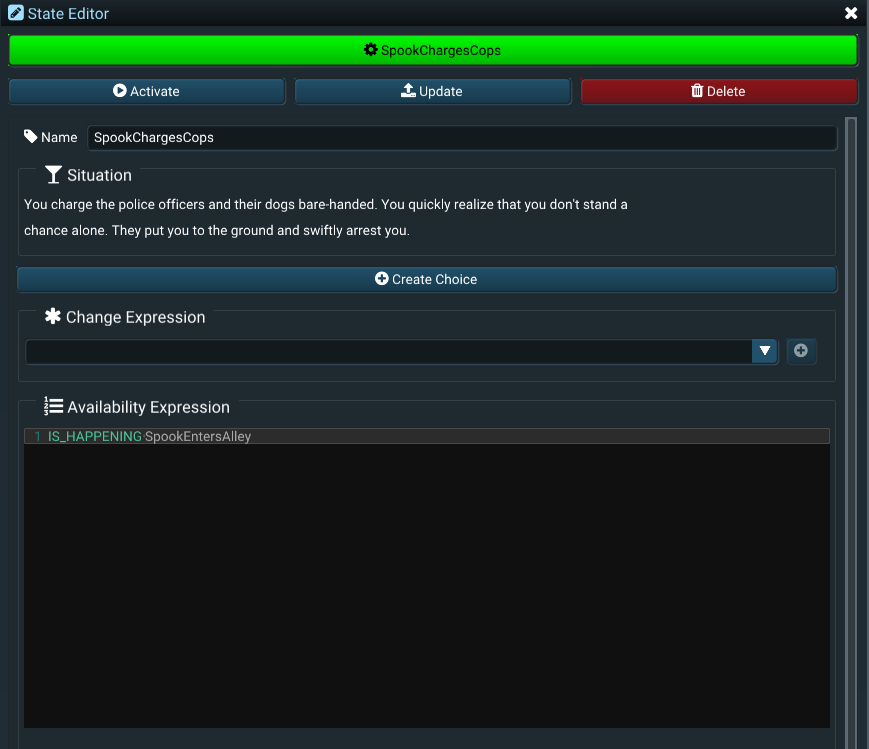 State Editor
SpookChargesCops
Activate
Update
Delete
Name
SpookChargesCops
Situation
You charge the police officers and their dogs bare-handed. You quickly realize that you don't stand a
chance alone. They put you to the ground and swiftly arrest you.
Create Choice
Change Expression
Availability Expression
1 IS_HAPPENING SpookEntersAlley